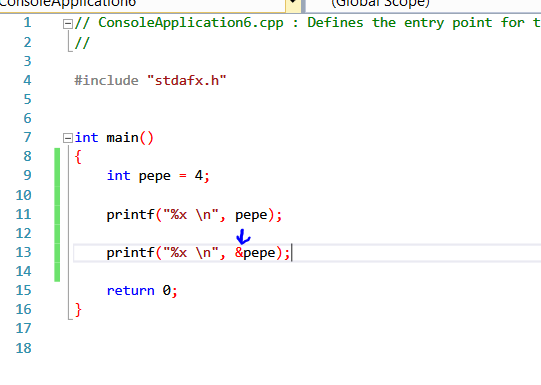 ConsoleApplication6 (Global Scope)
1 // ConsoleApplication6.cpp : Defines the entry point for t
2 //
3
4 #include "stdafx.h"
5
6
7 int main()
8 {
9 int pepe = 4;
10
11 printf("%x \n", pepe);
12
13 printf("%x \n", &pepe);
14
15 return 0;
16 }
17
18